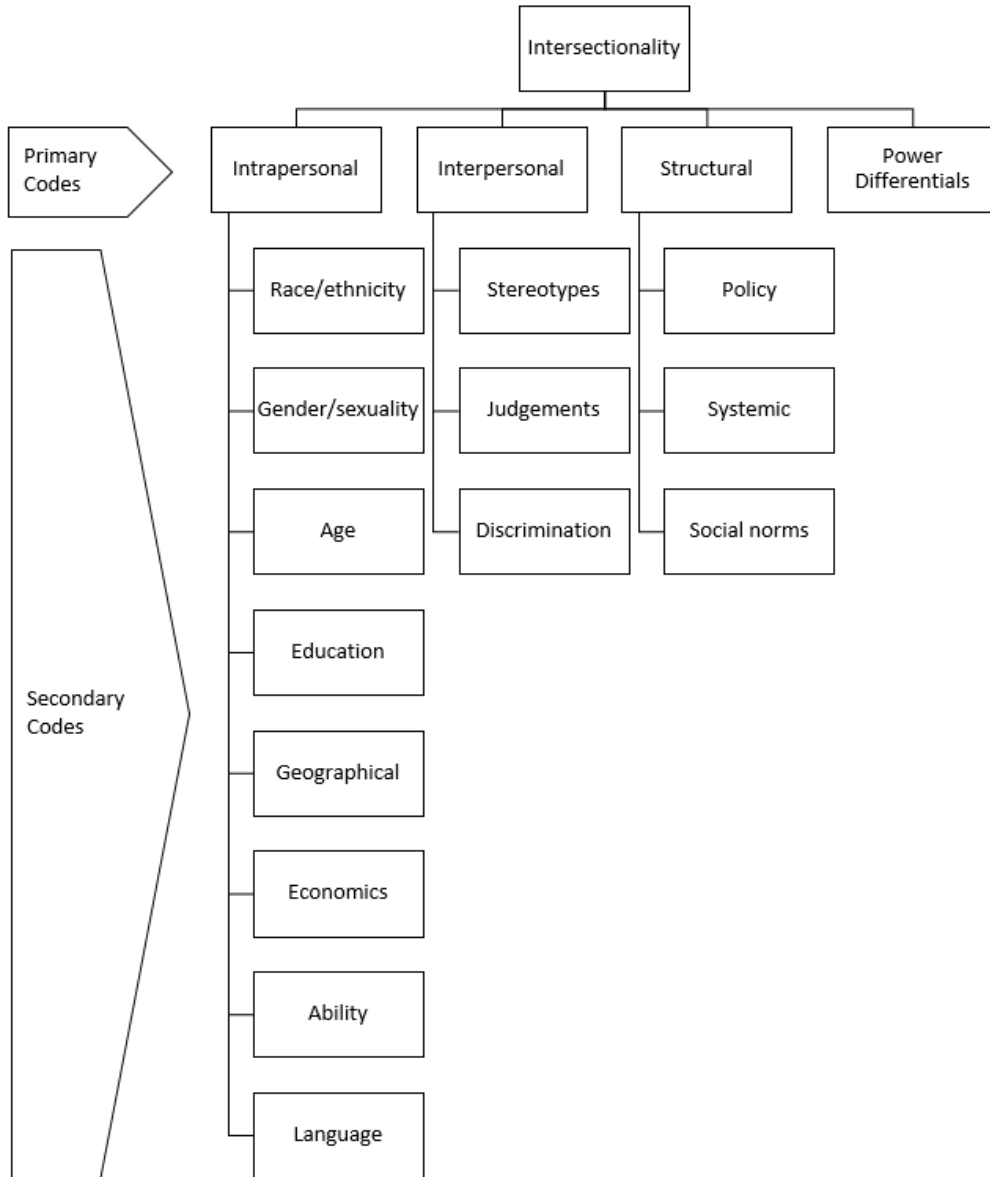 Intersectionality
Primary
Codes
Intrapersonal
Interpersonal
Structural
Power
Differentials
Secondary
Codes
Race/ethnicity
Stereotypes
Policy
Gender/sexuality
Judgements
Systemic
Age
Discrimination
Social norms
Education
Geographical
Economics
Ability
Language